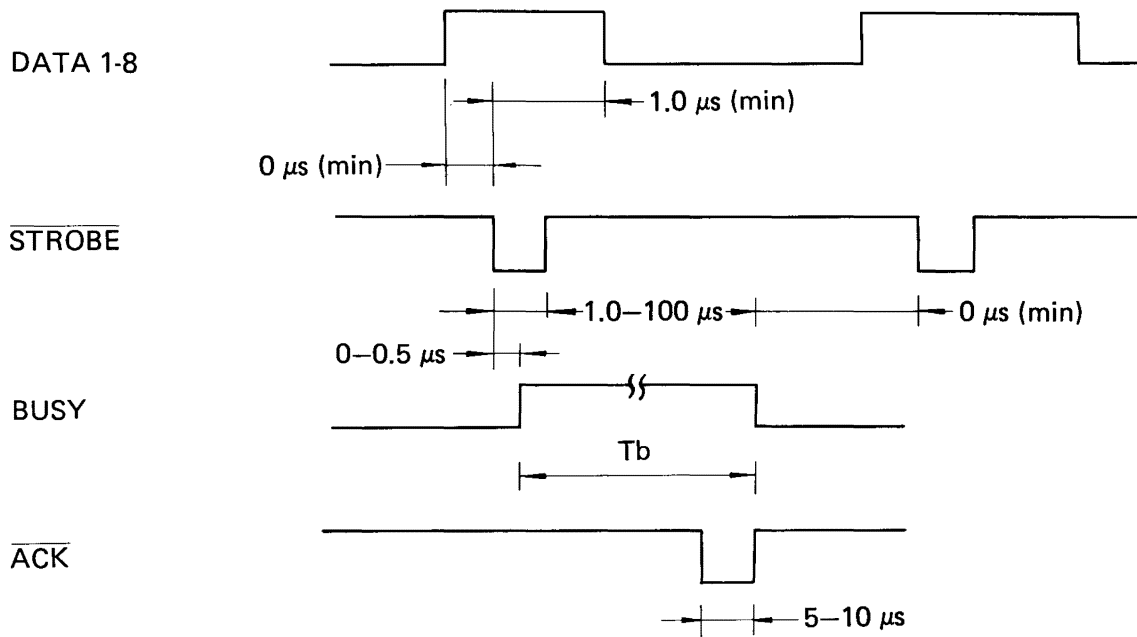 DATA 1-8
1.0 μs (min)
0 μs (min)
STROBE
1.0–100 μs
0 μs (min)
0–0.5 μs
BUSY
Tb
ACK
5–10 μs